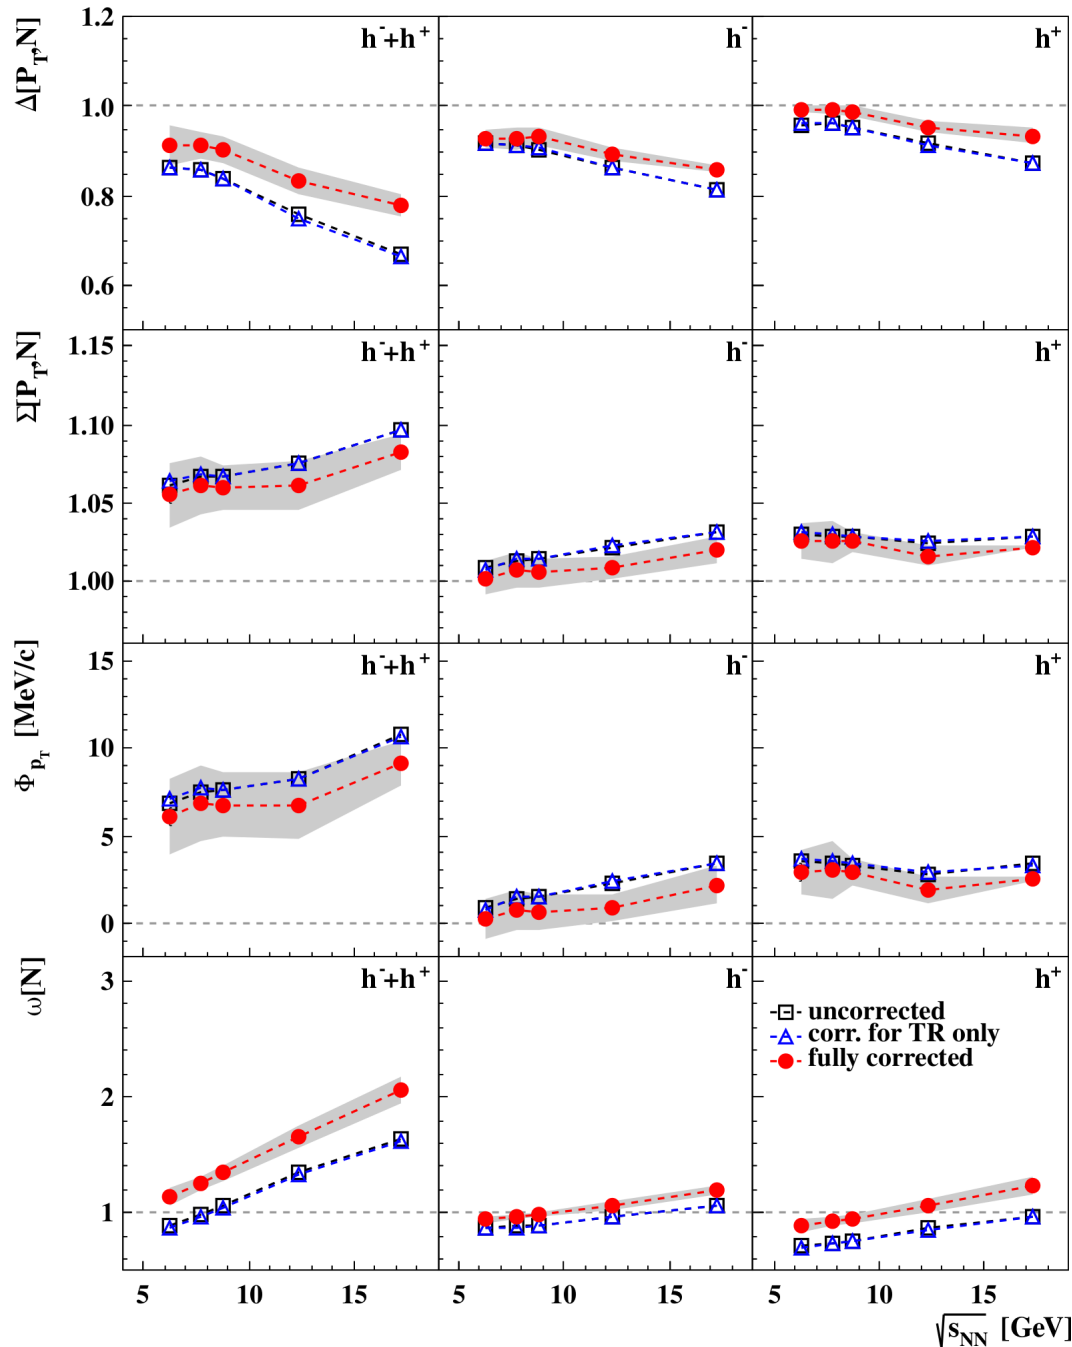 Δ[P_T,N]
1.2
1.0
0.8
0.6
h⁻+h⁺
h⁻
h⁺
Σ[P_T,N]
1.15
1.10
1.05
1.00
h⁻+h⁺
h⁻
h⁺
Φ_p_T [MeV/c]
15
10
5
0
h⁻+h⁺
h⁻
h⁺
ω[N]
3
2
1
h⁻+h⁺
h⁻
h⁺
uncorrected
corr. for TR only
fully corrected
5 10 15 5 10 15 5 10 15
√s_NN [GeV]